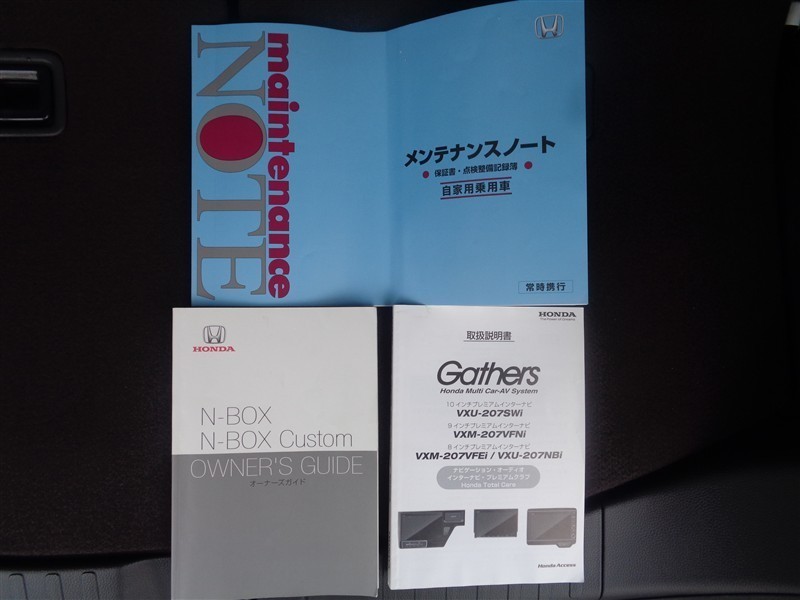 maintenance
NOTE
メンテナンスノート
保証書・点検整備記録簿
自家用乗用車
常時携行
HONDA
N-BOX
N-BOX Custom
OWNER'S GUIDE
オーナーズガイド
HONDA
The Power of Dreams
取扱説明書
Gathers
Honda Multi Car-AV System
10インチプレミアムインターナビ
VXU-207SWi
9インチプレミアムインターナビ
VXM-207VFNi
8インチプレミアムインターナビ
VXM-207VFEi / VXU-207NBi
ナビゲーション・オーディオ
インターナビ・プレミアムクラブ
Honda Total Care
Honda Access